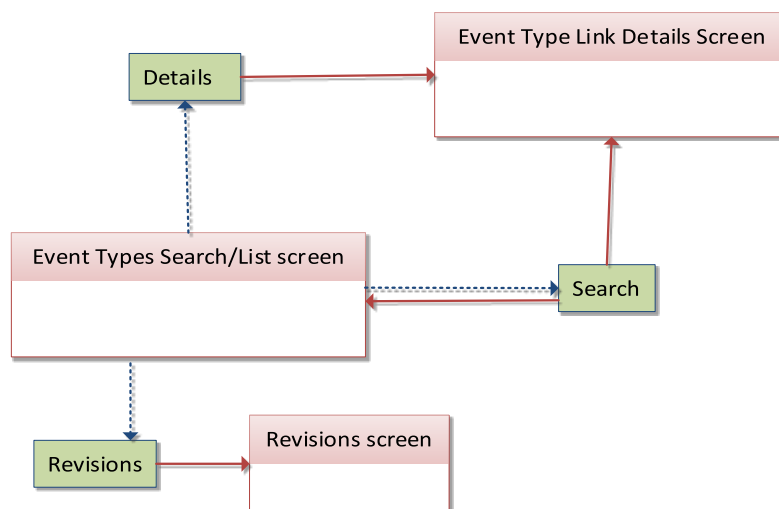 Event Type Link Details Screen
Details
Event Types Search/List screen
Search
Revisions screen
Revisions